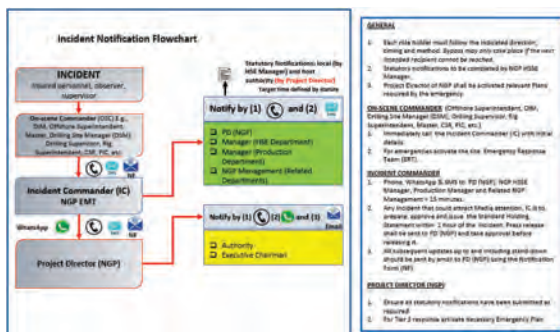 Incident Notification Flowchart
Statutory Notifications: local (by
HSE Manager) and host
authority (by Project Director)
Target time defined by
INCIDENT
Injured personnel, observer,
supervisor
On-scene Commander (OSC) E.g.,
OIM, Offshore Superintendent,
Master, Drilling Site Manager (DSM)
Drilling Supervisor, Rig
Superintendent, CSR, PIC, etc.
Notify by (1) and (2)
PD (NGP)
Manager (HSE Department)
Manager (Production
Department)
NGP Management (Related
Departments)
NF
Incident Commander (IC)
NGP EMT
WhatsApp
NF
Notify by (1) (2) and (3)
Email
Project Director (NGP)
Authority
Executive Chairman
GENERAL
1. Each role holder must follow the indicated direction,
timing and method. Bypass may only take place if the next
intended recipient cannot be reached.
2. Statutory notifications to be completed by NGP HSE
Manager.
3. Project Director of NGP shall be activated relevant Plans
required by the emergency.
ON-SCENE COMMANDER (Offshore Superintendent, OIM,
Drilling Site Manager (DSM), Drilling Supervisor, Rig
Superintendent, Master, CSR, PIC, etc.)
1. Immediately call the Incident Commander (IC) with initial
details.
2. For emergencies activate the site Emergency Response
Team (ERT).
INCIDENT COMMANDER
1. Phone, WhatsApp & SMS to PD (NGP), NGP HSE
Manager, Production Manager and Related NGP
Management > 15 minutes.
2. Any incident that could attract Media attention, IC is to
prepare, approve and issue the Standard Holding
Statement within 1 hour of the incident. Press release
shall be sent to PD (NGP) and take approval before
releasing it.
3. All subsequent updates up to and including stand-down
should be sent by email to PD (NGP) using the Notification
Form (NF)
PROJECT DIRECTOR (NGP)
1. Ensure all statutory notifications have been submitted as
required
2. For Tier 3 response activate Necessary Emergency Plan